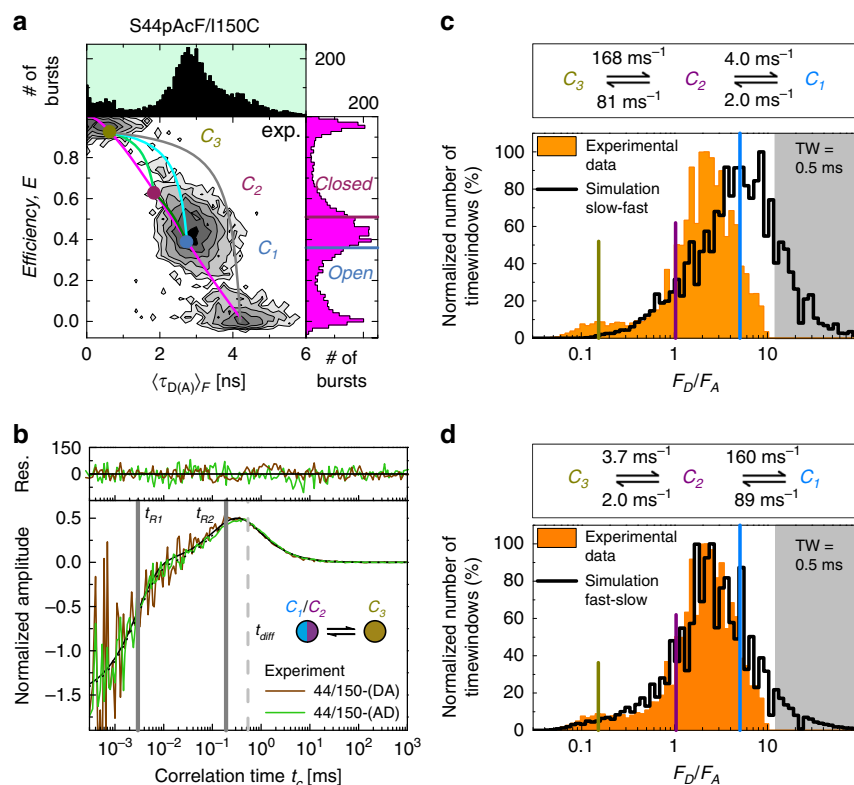 a
S44pAcF/I150C
# of
bursts
200
200
exp.
C3
C2
C1
Closed
Open
Efficiency, E
0.8
0.6
0.4
0.2
0.0
0 2 4 6
⟨τD(A)⟩F [ns]
# of
bursts
b
Res.
150
0
tR1
tR2
Normalized amplitude
0.5
0.0
−0.5
−1.0
−1.5
C1/C2
C3
tdiff
Experiment
44/150-(DA)
44/150-(AD)
10−3 10−2 10−1 100 101 102 103
Correlation time tc [ms]
c
168 ms−1
4.0 ms−1
C3 ⇌ C2 ⇌ C1
81 ms−1
2.0 ms−1
Normalized number of
timewindows (%)
100
80
60
40
20
0
Experimental
data
Simulation
slow-fast
TW =
0.5 ms
0.1 1 10
FD/FA
d
3.7 ms−1
160 ms−1
C3 ⇌ C2 ⇌ C1
2.0 ms−1
89 ms−1
Normalized number of
timewindows (%)
100
80
60
40
20
0
Experimental
data
Simulation
fast-slow
TW =
0.5 ms
0.1 1 10
FD/FA